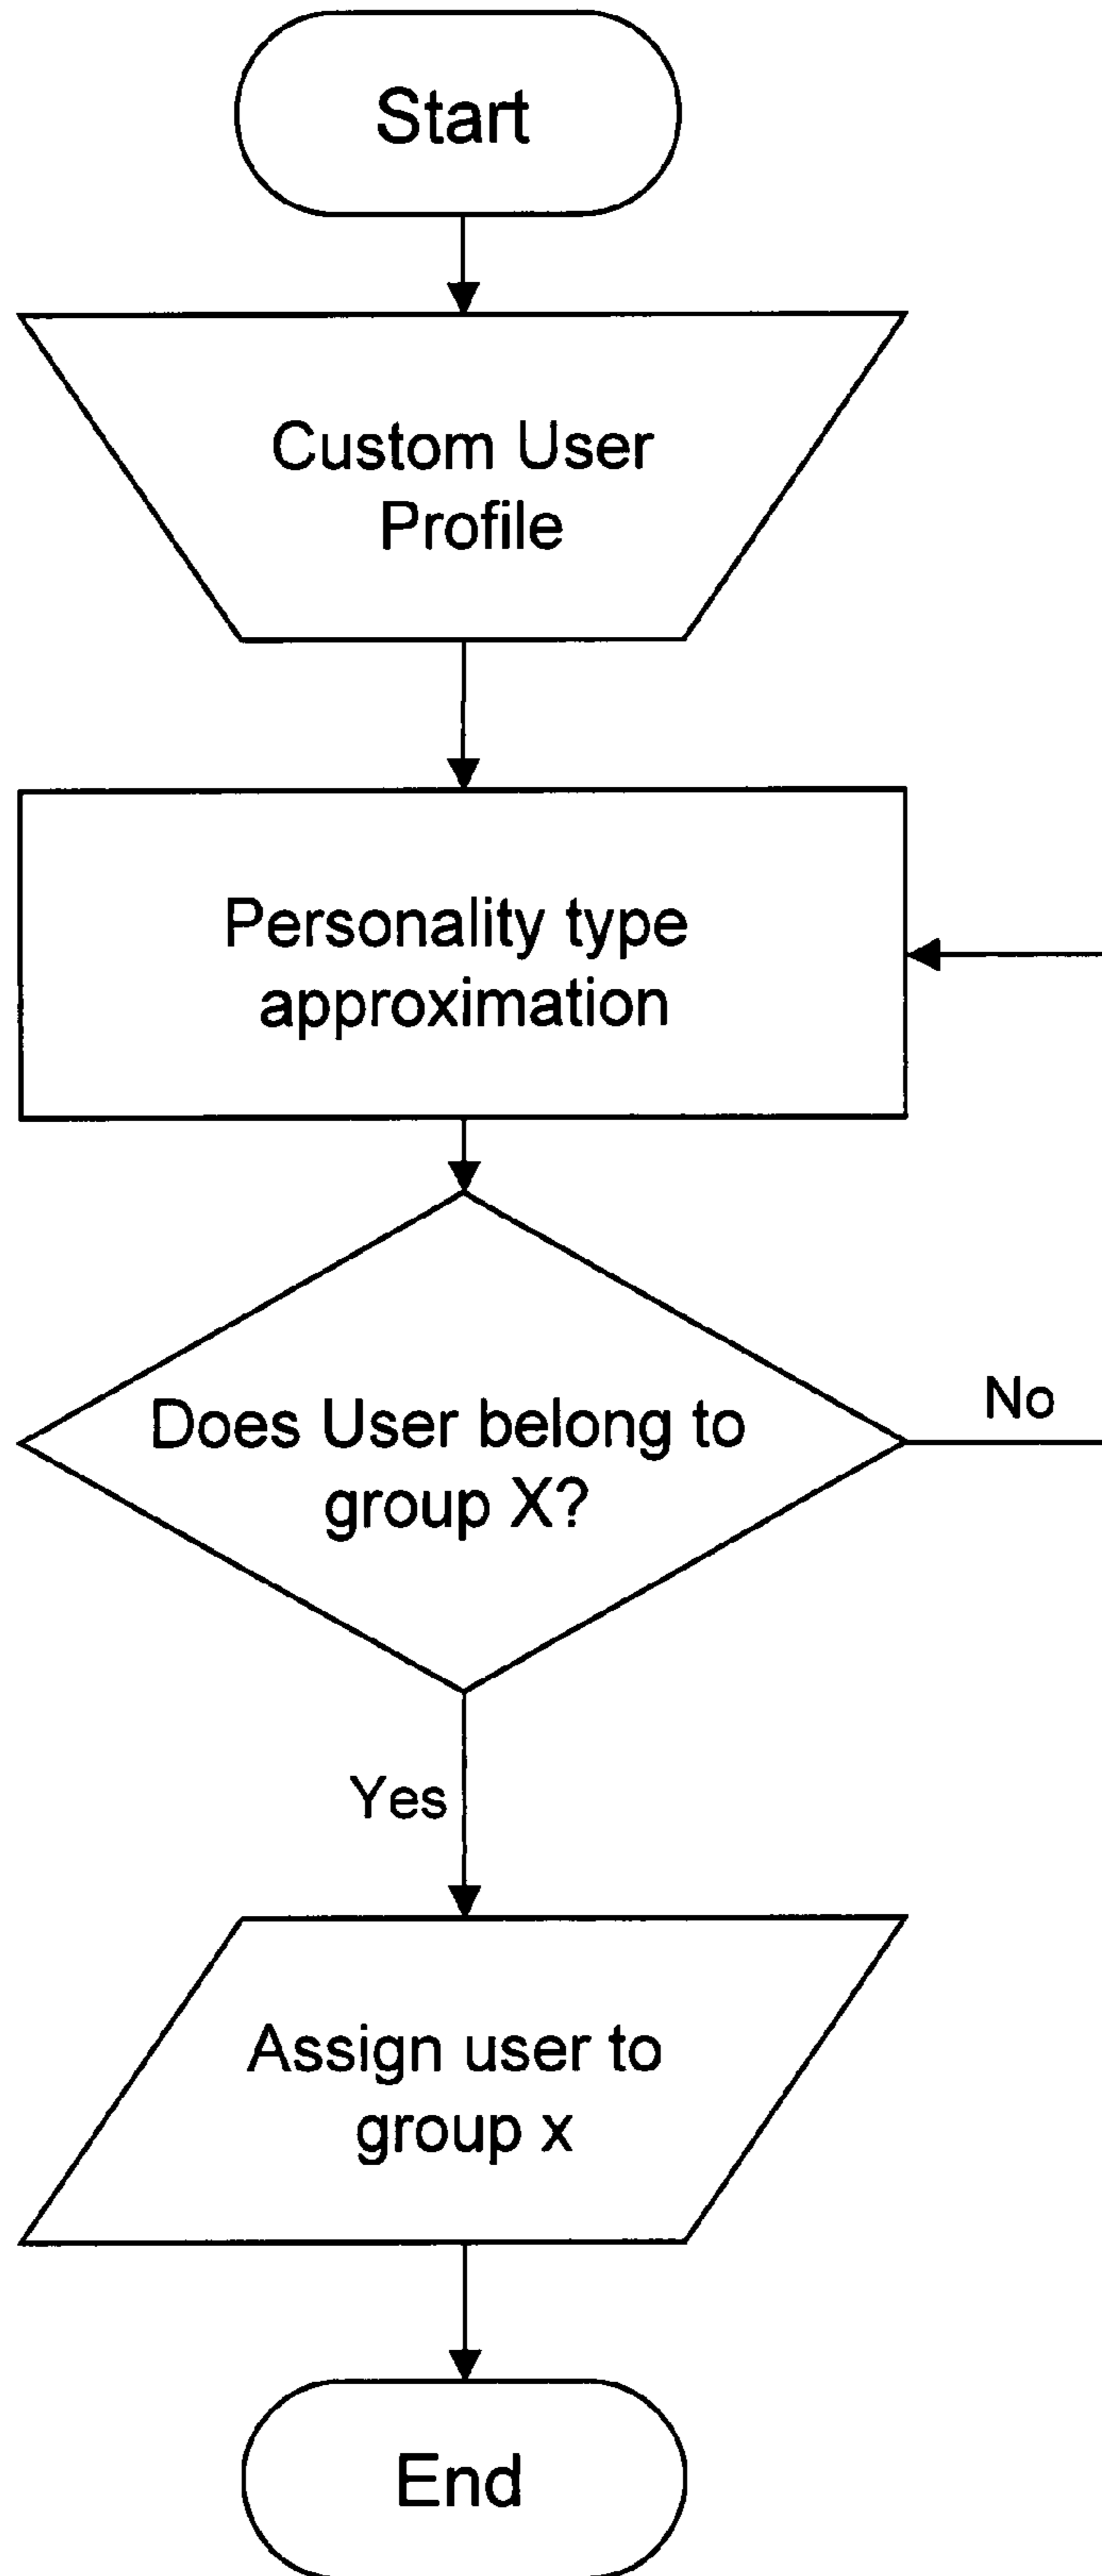 Start
Custom User
Profile
Personality type
approximation
Does User belong to
group X?
No
Yes
Assign user to
group x
End